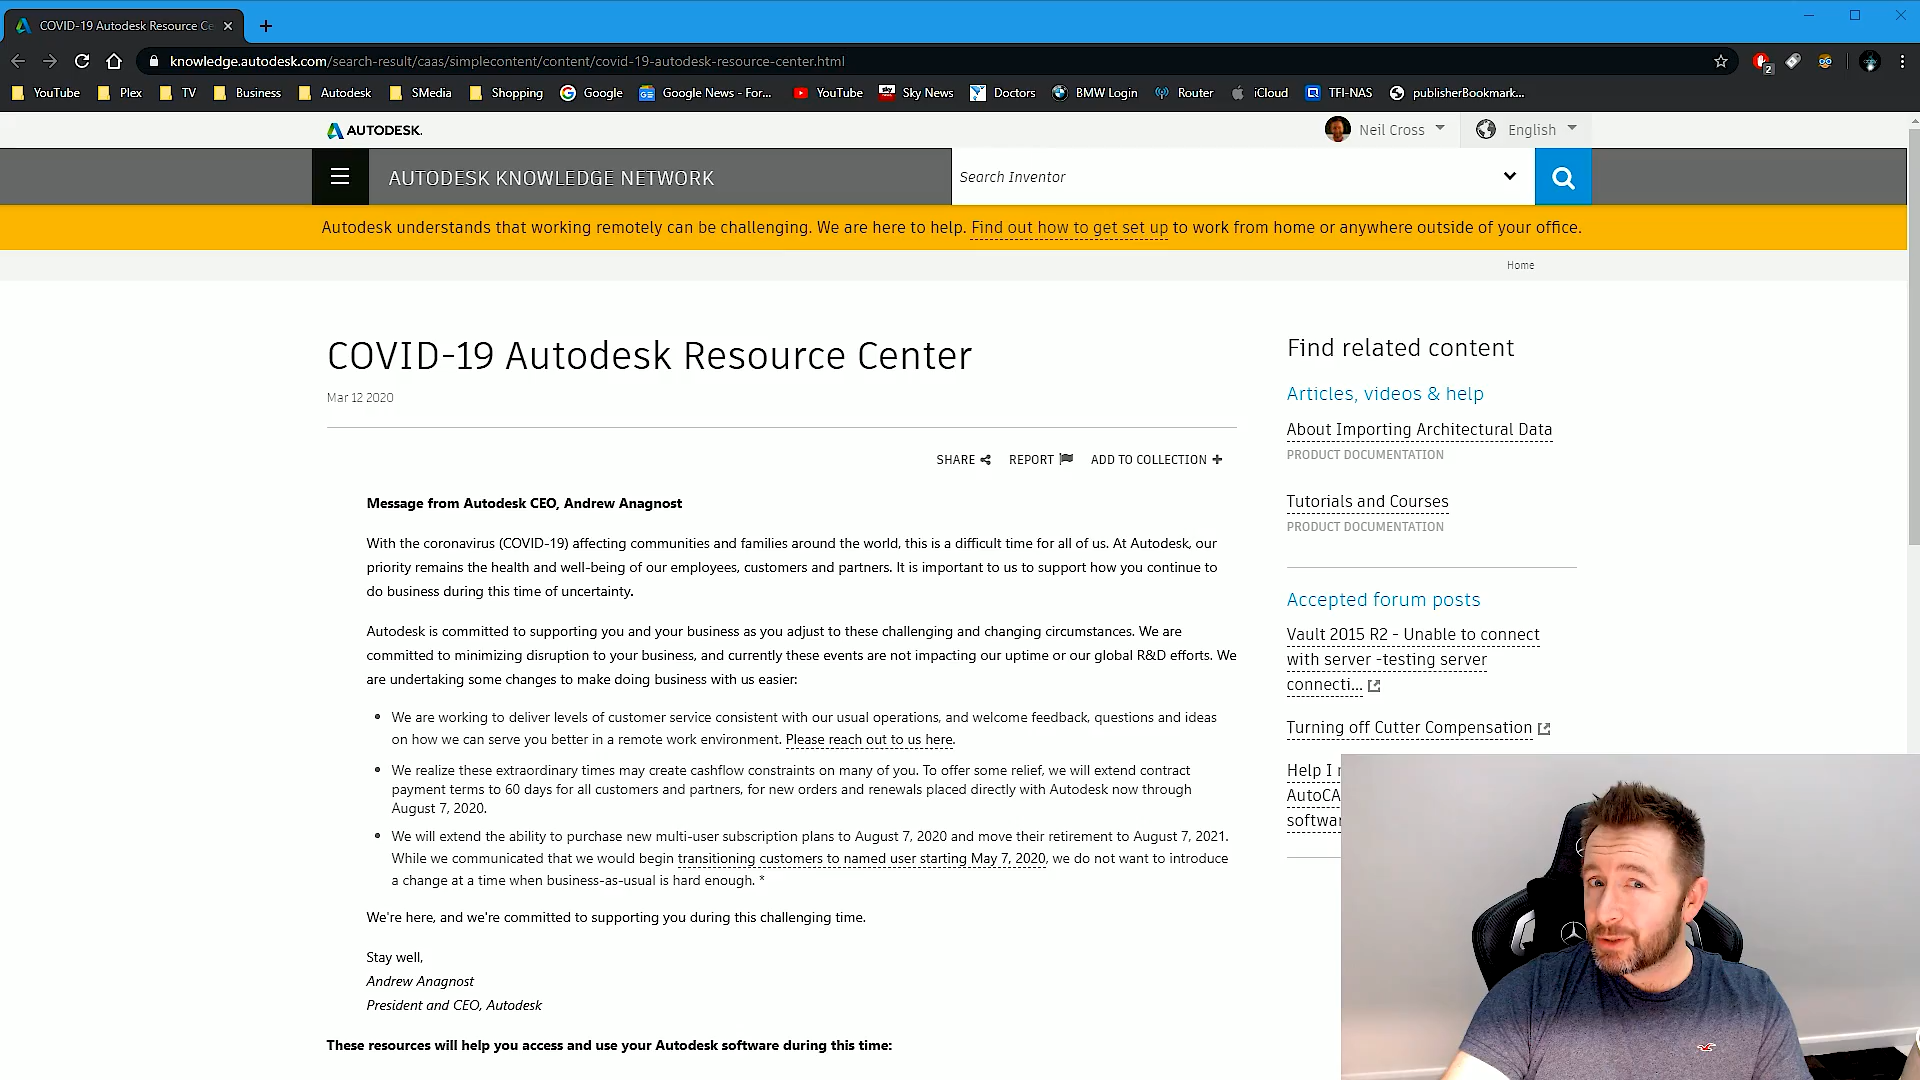 COVID-19 Autodesk Resource Ce
knowledge.autodesk.com/search-result/caas/simplecontent/content/covid-19-autodesk-resource-center.html
2
YouTube Plex TV Business Autodesk SMedia Shopping Google Google News - For... YouTube Sky News Doctors BMW Login Router iCloud TFI-NAS publisherBookmark...
AUTODESK. Neil Cross English
AUTODESK KNOWLEDGE NETWORK Search Inventor
Autodesk understands that working remotely can be challenging. We are here to help. Find out how to get set up to work from home or anywhere outside of your office.
Home
COVID-19 Autodesk Resource Center
Mar 12 2020
SHARE REPORT ADD TO COLLECTION +
Message from Autodesk CEO, Andrew Anagnost
With the coronavirus (COVID-19) affecting communities and families around the world, this is a difficult time for all of us. At Autodesk, our
priority remains the health and well-being of our employees, customers and partners. It is important to us to support how you continue to
do business during this time of uncertainty.
Autodesk is committed to supporting you and your business as you adjust to these challenging and changing circumstances. We are
committed to minimizing disruption to your business, and currently these events are not impacting our uptime or our global R&D efforts. We
are undertaking some changes to make doing business with us easier:
• We are working to deliver levels of customer service consistent with our usual operations, and welcome feedback, questions and ideas
on how we can serve you better in a remote work environment. Please reach out to us here.
• We realize these extraordinary times may create cashflow constraints on many of you. To offer some relief, we will extend contract
payment terms to 60 days for all customers and partners, for new orders and renewals placed directly with Autodesk now through
August 7, 2020.
• We will extend the ability to purchase new multi-user subscription plans to August 7, 2020 and move their retirement to August 7, 2021.
While we communicated that we would begin transitioning customers to named user starting May 7, 2020, we do not want to introduce
a change at a time when business-as-usual is hard enough. *
We're here, and we're committed to supporting you during this challenging time.
Stay well,
Andrew Anagnost
President and CEO, Autodesk
These resources will help you access and use your Autodesk software during this time:
Find related content
Articles, videos & help
About Importing Architectural Data
PRODUCT DOCUMENTATION
Tutorials and Courses
PRODUCT DOCUMENTATION
Accepted forum posts
Vault 2015 R2 - Unable to connect
with server -testing server
connecti...
Turning off Cutter Compensation
Help I
AutoCA
softwar